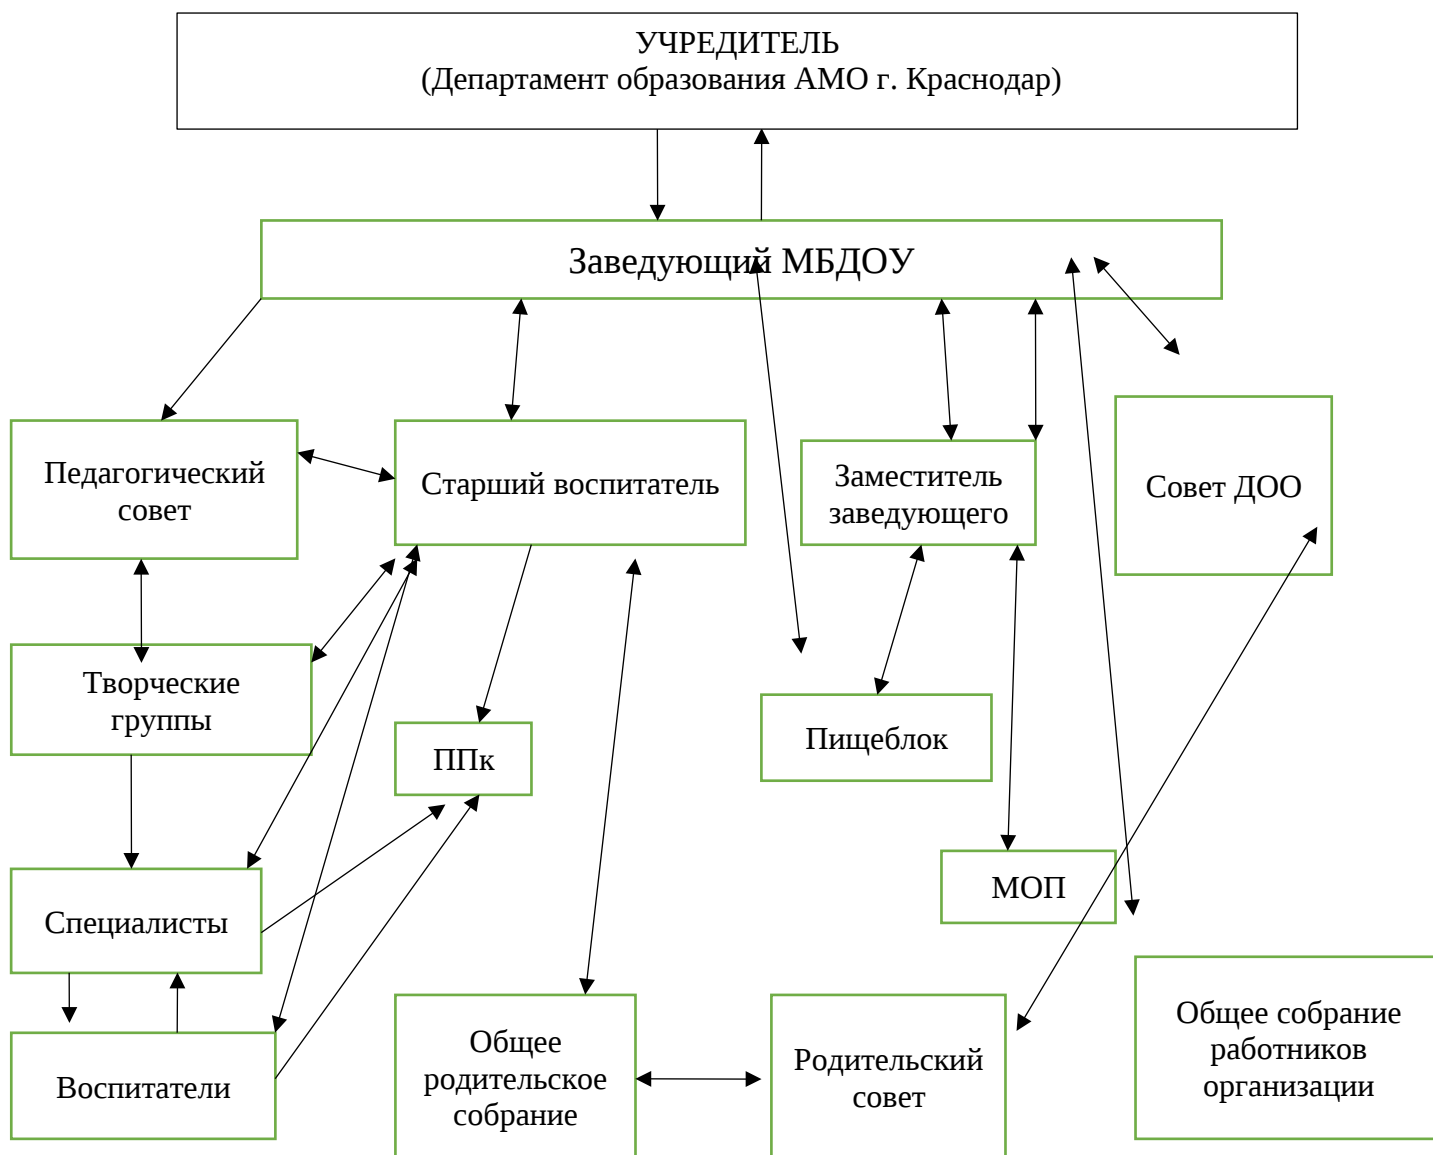 УЧРЕДИТЕЛЬ
(Департамент образования АМО г. Краснодар)
Заведующий МБДОУ
Педагогический
совет
Старший воспитатель
Заместитель
заведующего
Совет ДОО
Творческие
группы
ППк
Пищеблок
МОП
Специалисты
Воспитатели
Общее
родительское
собрание
Родительский
совет
Общее собрание
работников
организации